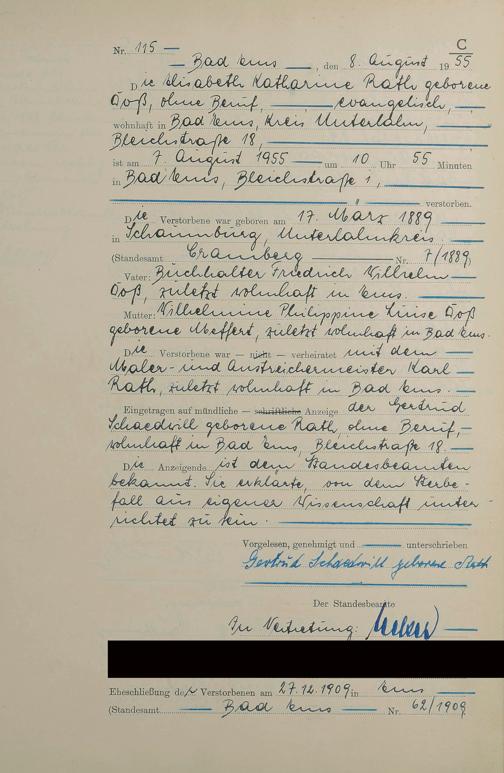 C
Nr. 115
Bad Ems, den 8. August 1955
Die Elisabeth Katharine Rath geborene
Doß, ohne Beruf, evangelisch,
wohnhaft in Bad Ems, Kreis Unterlahn,
Bleichstraße 18,
ist am 7. August 1955 um 10 Uhr 55 Minuten
in Bad Ems, Bleichstraße 1,
verstorben.
Die Verstorbene war geboren am 17. März 1889
in Schaumburg, Unterlahnkreis.
(Standesamt Cramberg Nr. 7/1889
Vater: Buchhalter Friedrich Wilhelm
Doß, zuletzt wohnhaft in Ems.
Mutter: Wilhelmine Philippine Luise Doß
geborene Meffert, zuletzt wohnhaft in Bad Ems.
Die Verstorbene war — nicht — verheiratet mit dem
Maler- und Anstreichermeister Karl
Rath, zuletzt wohnhaft in Bad Ems.
Eingetragen auf mündliche — schriftliche Anzeige der Gertrud
Schaedwill geborene Rath, ohne Beruf,
wohnhaft in Bad Ems, Bleichstraße 18.
Die Anzeigende ist dem Standesbeamten
bekannt. Sie erklärte, von dem Sterbe-
fall aus eigener Wissenschaft unter-
richtet zu sein.
Vorgelesen, genehmigt und unterschrieben
Gertrud Schaedwill geborene Rath
Der Standesbeamte
In Vertretung:
Eheschließung der Verstorbenen am 27.12.1909 in Ems
(Standesamt Bad Ems Nr. 62/1909